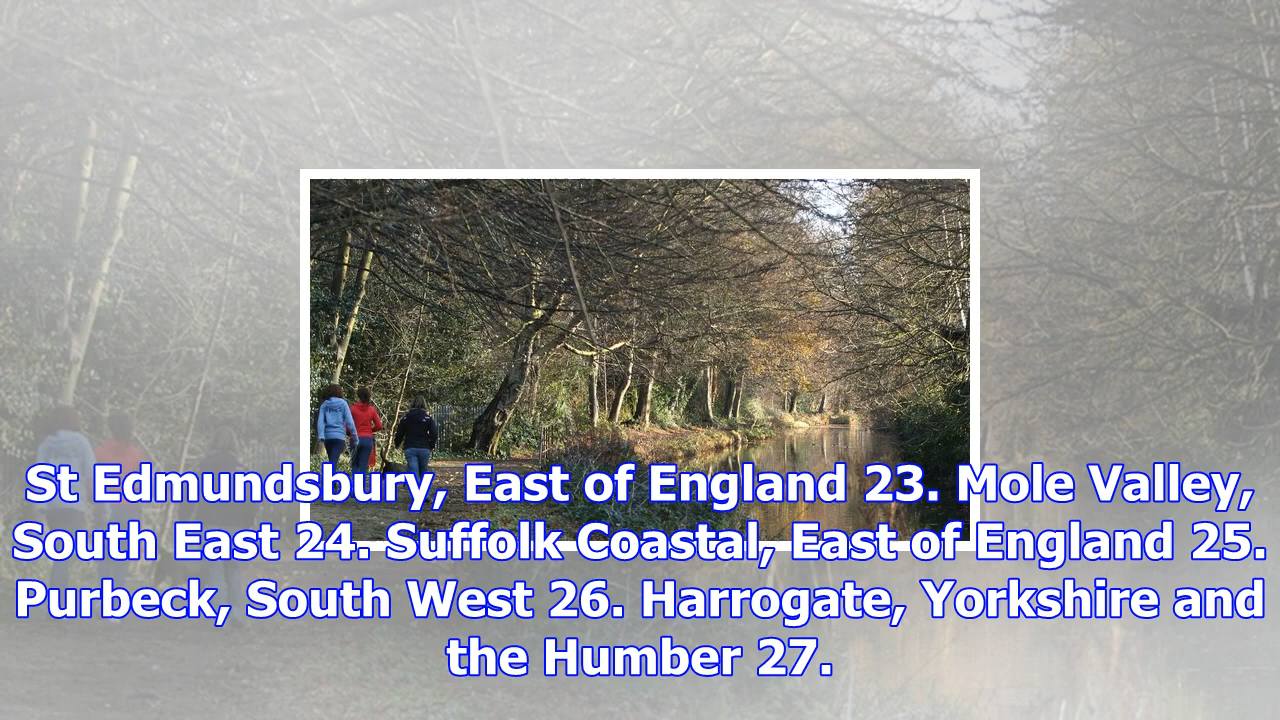 St Edmundsbury, East of England 23. Mole Valley,
South East 24. Suffolk Coastal, East of England 25.
Purbeck, South West 26. Harrogate, Yorkshire and
the Humber 27.